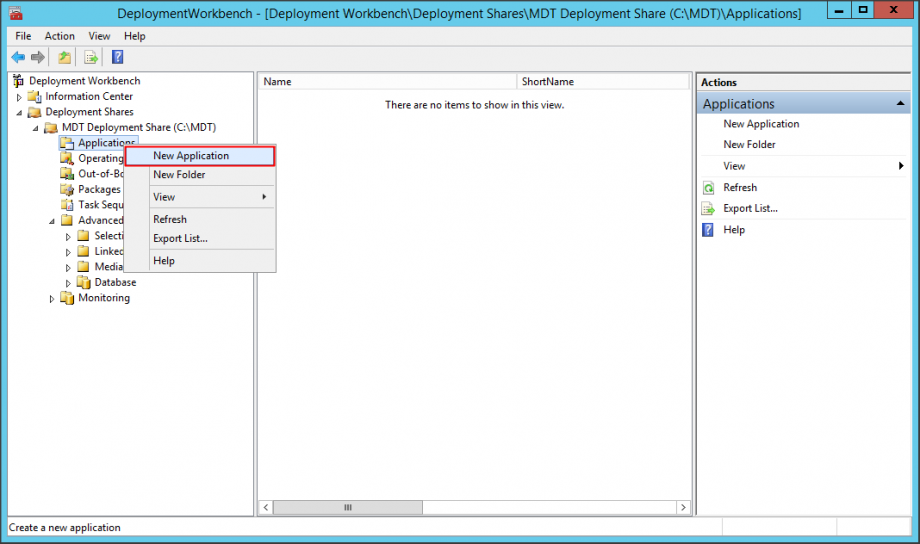 DeploymentWorkbench - [Deployment Workbench\Deployment Shares\MDT Deployment Share (C:\MDT)\Applications]
File Action View Help
Deployment Workbench
Information Center
Deployment Shares
MDT Deployment Share (C:\MDT)
Applications
Operating
Out-of-Bo
Packages
Task Sequ
Advanced
Selecti
Linked
Media
Database
Monitoring
New Application
New Folder
View
Refresh
Export List...
Help
Name ShortName
There are no items to show in this view.
Actions
Applications
New Application
New Folder
View
Refresh
Export List...
Help
Create a new application